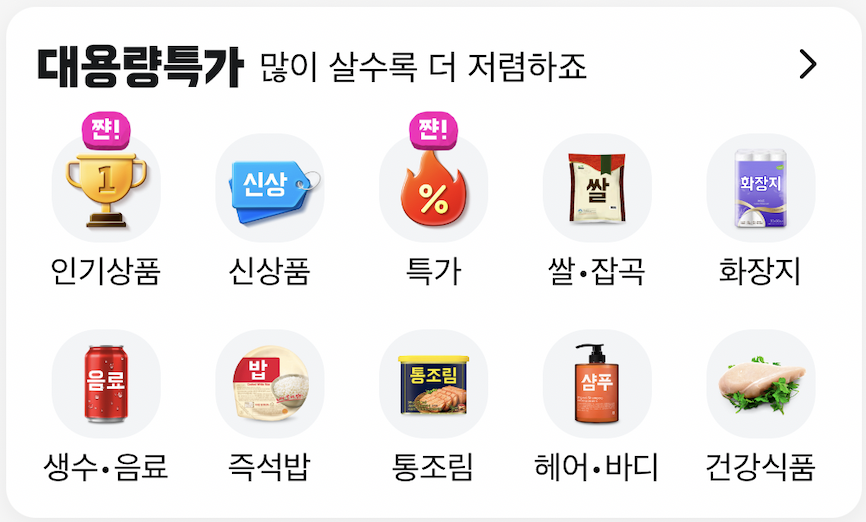 대용량특가 많이 살수록 더 저렴하죠
쨘! 쨘!
1 신상 % 쌀 화장지
인기상품 신상품 특가 쌀•잡곡 화장지
음료 밥 통조림 샴푸
생수•음료 즉석밥 통조림 헤어•바디 건강식품